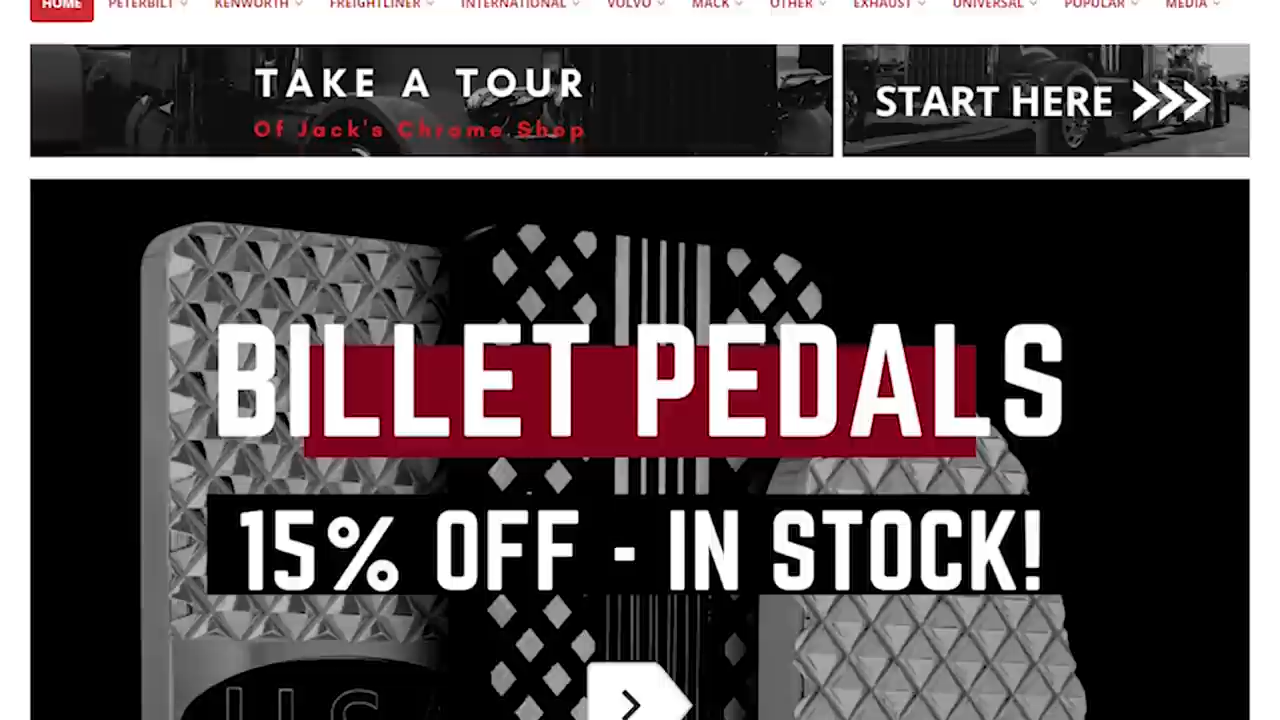 HOME PETERBILT KENWORTH FREIGHTLINER INTERNATIONAL VOLVO MACK OTHER EXHAUST UNIVERSAL POPULAR MEDIA
TAKE A TOUR
Of Jack's Chrome Shop
START HERE
BILLET PEDALS
15% OFF - IN STOCK!